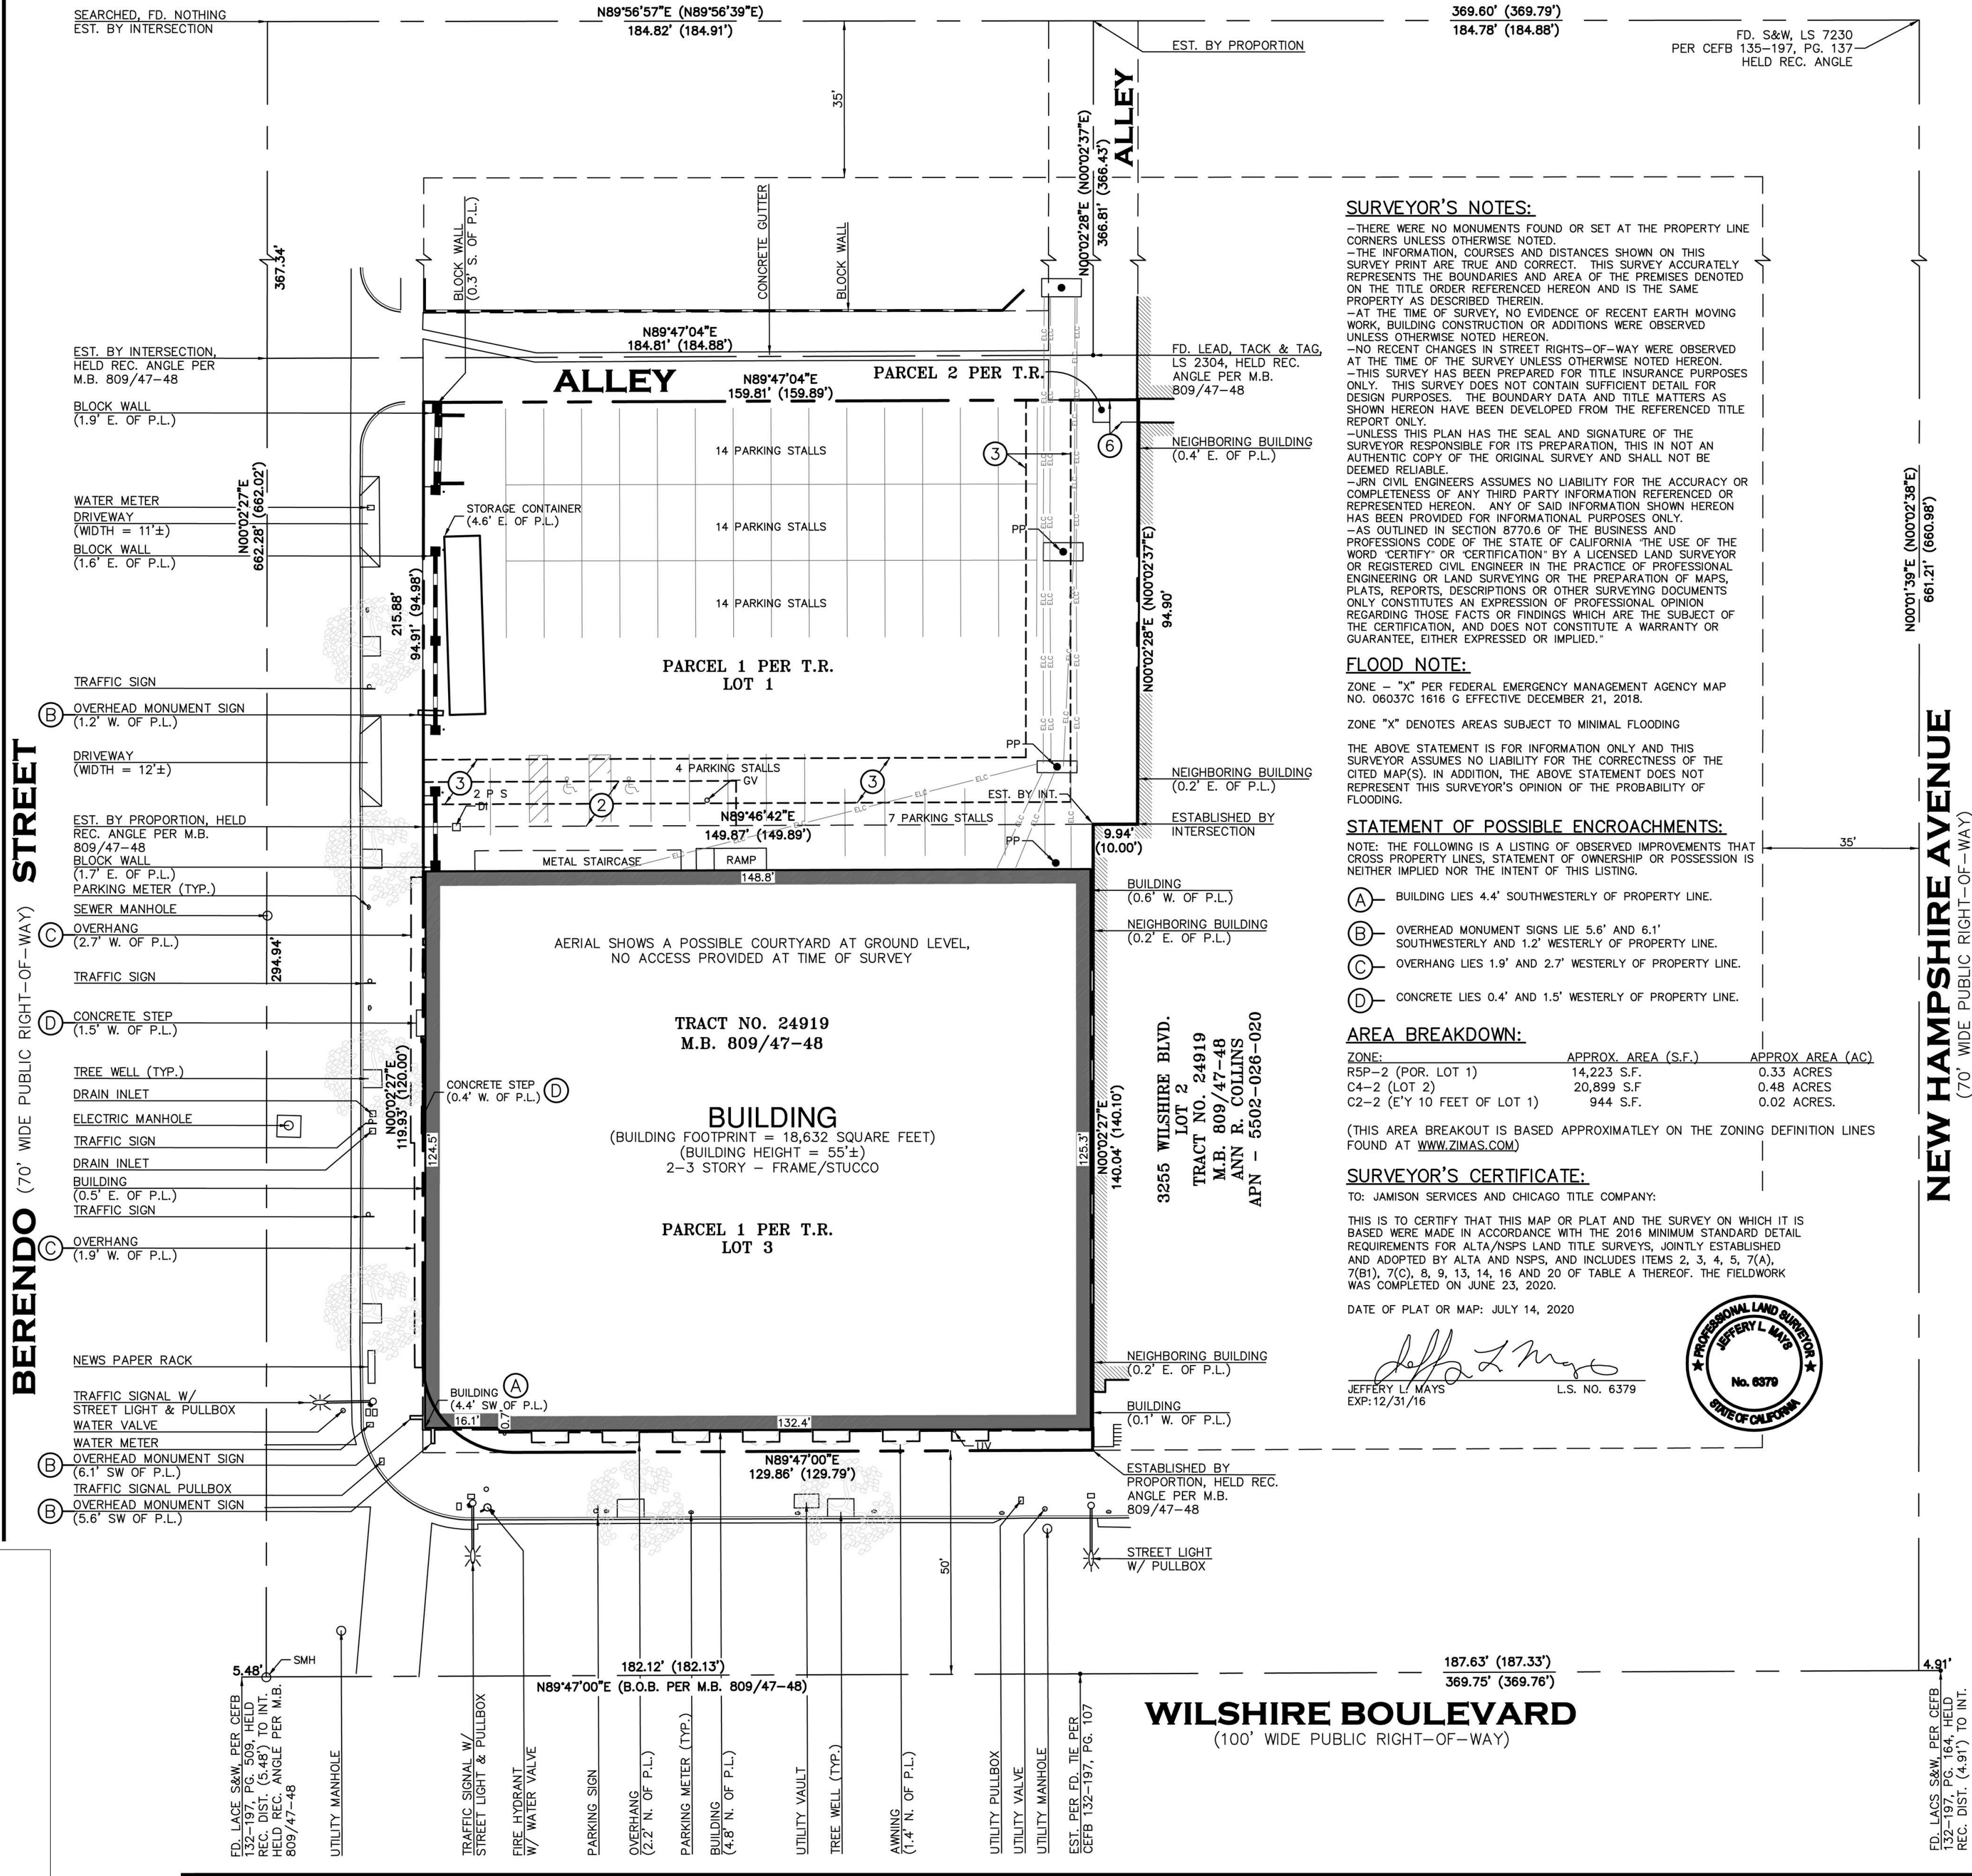 SEARCHED, FD. NOTHING
EST. BY INTERSECTION
N89°56'57"E (N89°56'39"E)
184.82' (184.91')
369.60' (369.79')
184.78' (184.88')
EST. BY PROPORTION
FD. S&W, LS 7230
PER CEFB 135-197, PG. 137
HELD REC. ANGLE
35'
ALLEY
N00°02'28"E (N00°02'37"E)
366.81' (366.43')
367.34'
BLOCK WALL
(0.3' S. OF P.L.)
CONCRETE GUTTER
BLOCK WALL
N89°47'04"E
184.81' (184.88')
EST. BY INTERSECTION,
HELD REC. ANGLE PER
M.B. 809/47-48
BLOCK WALL
(1.9' E. OF P.L.)
ALLEY
N89°47'04"E
159.81' (159.89')
PARCEL 2 PER T.R.
FD. LEAD, TACK & TAG,
LS 2304, HELD REC.
ANGLE PER M.B.
809/47-48
14 PARKING STALLS
3
6
NEIGHBORING BUILDING
(0.4' E. OF P.L.)
N00°02'27"E
662.28' (662.02')
WATER METER
DRIVEWAY
(WIDTH = 11'±)
BLOCK WALL
(1.6' E. OF P.L.)
STORAGE CONTAINER
(4.6' E. OF P.L.)
14 PARKING STALLS
PP
ELC
215.88'
94.91' (94.98')
14 PARKING STALLS
N00°02'28"E (N00°02'37"E)
94.90'
PARCEL 1 PER T.R.
LOT 1
TRAFFIC SIGN
B
OVERHEAD MONUMENT SIGN
(1.2' W. OF P.L.)
DRIVEWAY
(WIDTH = 12'±)
PP
4 PARKING STALLS
3
2 P S
GV
3
DI
2
ELC
EST. BY INT.
NEIGHBORING BUILDING
(0.2' E. OF P.L.)
EST. BY PROPORTION, HELD
REC. ANGLE PER M.B.
809/47-48
N89°46'42"E
149.87' (149.89')
7 PARKING STALLS
ESTABLISHED BY
INTERSECTION
9.94'
(10.00')
PP
BLOCK WALL
(1.7' E. OF P.L.)
METAL STAIRCASE
ELC
RAMP
148.8'
PARKING METER (TYP.)
SEWER MANHOLE
C
OVERHANG
(2.7' W. OF P.L.)
294.94'
TRAFFIC SIGN
BUILDING
(0.6' W. OF P.L.)
NEIGHBORING BUILDING
(0.2' E. OF P.L.)
AERIAL SHOWS A POSSIBLE COURTYARD AT GROUND LEVEL,
NO ACCESS PROVIDED AT TIME OF SURVEY
D
CONCRETE STEP
(1.5' W. OF P.L.)
TRACT NO. 24919
M.B. 809/47-48
TREE WELL (TYP.)
DRAIN INLET
ELECTRIC MANHOLE
TRAFFIC SIGN
DRAIN INLET
BUILDING
(0.5' E. OF P.L.)
TRAFFIC SIGN
C
OVERHANG
(1.9' W. OF P.L.)
N00°02'27"E
119.93' (120.00')
124.5'
CONCRETE STEP
(0.4' W. OF P.L.)
D
BUILDING
(BUILDING FOOTPRINT = 18,632 SQUARE FEET)
(BUILDING HEIGHT = 55'±)
2-3 STORY - FRAME/STUCCO
PARCEL 1 PER T.R.
LOT 3
125.3'
N00°02'27"E
140.04' (140.10')
3255 WILSHIRE BLVD.
LOT 2
TRACT NO. 24919
M.B. 809/47-48
ANN R. COLLINS
APN - 5502-026-020
NEWS PAPER RACK
TRAFFIC SIGNAL W/
STREET LIGHT & PULLBOX
WATER VALVE
WATER METER
B
OVERHEAD MONUMENT SIGN
(6.1' SW OF P.L.)
TRAFFIC SIGNAL PULLBOX
B
OVERHEAD MONUMENT SIGN
(5.6' SW OF P.L.)
BUILDING
(4.4' SW OF P.L.)
A
16.1'
0.7'
132.4'
UV
N89°47'00"E
129.86' (129.79')
NEIGHBORING BUILDING
(0.2' E. OF P.L.)
BUILDING
(0.1' W. OF P.L.)
ESTABLISHED BY
PROPORTION, HELD REC.
ANGLE PER M.B.
809/47-48
STREET LIGHT
W/ PULLBOX
50'
BERENDO STREET
(70' WIDE PUBLIC RIGHT-OF-WAY)
SURVEYOR'S NOTES:
-THERE WERE NO MONUMENTS FOUND OR SET AT THE PROPERTY LINE
CORNERS UNLESS OTHERWISE NOTED.
-THE INFORMATION, COURSES AND DISTANCES SHOWN ON THIS
SURVEY PRINT ARE TRUE AND CORRECT. THIS SURVEY ACCURATELY
REPRESENTS THE BOUNDARIES AND AREA OF THE PREMISES DENOTED
ON THE TITLE ORDER REFERENCED HEREON AND IS THE SAME
PROPERTY AS DESCRIBED THEREIN.
-AT THE TIME OF SURVEY, NO EVIDENCE OF RECENT EARTH MOVING
WORK, BUILDING CONSTRUCTION OR ADDITIONS WERE OBSERVED
UNLESS OTHERWISE NOTED HEREON.
-NO RECENT CHANGES IN STREET RIGHTS-OF-WAY WERE OBSERVED
AT THE TIME OF THE SURVEY UNLESS OTHERWISE NOTED HEREON.
-THIS SURVEY HAS BEEN PREPARED FOR TITLE INSURANCE PURPOSES
ONLY. THIS SURVEY DOES NOT CONTAIN SUFFICIENT DETAIL FOR
DESIGN PURPOSES. THE BOUNDARY DATA AND TITLE MATTERS AS
SHOWN HEREON HAVE BEEN DEVELOPED FROM THE REFERENCED TITLE
REPORT ONLY.
-UNLESS THIS PLAN HAS THE SEAL AND SIGNATURE OF THE
SURVEYOR RESPONSIBLE FOR ITS PREPARATION, THIS IN NOT AN
AUTHENTIC COPY OF THE ORIGINAL SURVEY AND SHALL NOT BE
DEEMED RELIABLE.
-JRN CIVIL ENGINEERS ASSUMES NO LIABILITY FOR THE ACCURACY OR
COMPLETENESS OF ANY THIRD PARTY INFORMATION REFERENCED OR
REPRESENTED HEREON. ANY OF SAID INFORMATION SHOWN HEREON
HAS BEEN PROVIDED FOR INFORMATIONAL PURPOSES ONLY.
-AS OUTLINED IN SECTION 8770.6 OF THE BUSINESS AND
PROFESSIONS CODE OF THE STATE OF CALIFORNIA "THE USE OF THE
WORD "CERTIFY" OR "CERTIFICATION" BY A LICENSED LAND SURVEYOR
OR REGISTERED CIVIL ENGINEER IN THE PRACTICE OF PROFESSIONAL
ENGINEERING OR LAND SURVEYING OR THE PREPARATION OF MAPS,
PLATS, REPORTS, DESCRIPTIONS OR OTHER SURVEYING DOCUMENTS
ONLY CONSTITUTES AN EXPRESSION OF PROFESSIONAL OPINION
REGARDING THOSE FACTS OR FINDINGS WHICH ARE THE SUBJECT OF
THE CERTIFICATION, AND DOES NOT CONSTITUTE A WARRANTY OR
GUARANTEE, EITHER EXPRESSED OR IMPLIED."
FLOOD NOTE:
ZONE - "X" PER FEDERAL EMERGENCY MANAGEMENT AGENCY MAP
NO. 06037C 1616 G EFFECTIVE DECEMBER 21, 2018.
ZONE "X" DENOTES AREAS SUBJECT TO MINIMAL FLOODING
THE ABOVE STATEMENT IS FOR INFORMATION ONLY AND THIS
SURVEYOR ASSUMES NO LIABILITY FOR THE CORRECTNESS OF THE
CITED MAP(S). IN ADDITION, THE ABOVE STATEMENT DOES NOT
REPRESENT THIS SURVEYOR'S OPINION OF THE PROBABILITY OF
FLOODING.
STATEMENT OF POSSIBLE ENCROACHMENTS:
NOTE: THE FOLLOWING IS A LISTING OF OBSERVED IMPROVEMENTS THAT
CROSS PROPERTY LINES, STATEMENT OF OWNERSHIP OR POSSESSION IS
NEITHER IMPLIED NOR THE INTENT OF THIS LISTING.
A BUILDING LIES 4.4' SOUTHWESTERLY OF PROPERTY LINE.
B OVERHEAD MONUMENT SIGNS LIE 5.6' AND 6.1'
SOUTHWESTERLY AND 1.2' WESTERLY OF PROPERTY LINE.
C OVERHANG LIES 1.9' AND 2.7' WESTERLY OF PROPERTY LINE.
D CONCRETE LIES 0.4' AND 1.5' WESTERLY OF PROPERTY LINE.
AREA BREAKDOWN:
ZONE: APPROX. AREA (S.F.) APPROX AREA (AC)
R5P-2 (POR. LOT 1) 14,223 S.F. 0.33 ACRES
C4-2 (LOT 2) 20,899 S.F 0.48 ACRES
C2-2 (E'Y 10 FEET OF LOT 1) 944 S.F. 0.02 ACRES.
(THIS AREA BREAKOUT IS BASED APPROXIMATLEY ON THE ZONING DEFINITION LINES
FOUND AT WWW.ZIMAS.COM)
SURVEYOR'S CERTIFICATE:
TO: JAMISON SERVICES AND CHICAGO TITLE COMPANY:
THIS IS TO CERTIFY THAT THIS MAP OR PLAT AND THE SURVEY ON WHICH IT IS
BASED WERE MADE IN ACCORDANCE WITH THE 2016 MINIMUM STANDARD DETAIL
REQUIREMENTS FOR ALTA/NSPS LAND TITLE SURVEYS, JOINTLY ESTABLISHED
AND ADOPTED BY ALTA AND NSPS, AND INCLUDES ITEMS 2, 3, 4, 5, 7(A),
7(B1), 7(C), 8, 9, 13, 14, 16 AND 20 OF TABLE A THEREOF. THE FIELDWORK
WAS COMPLETED ON JUNE 23, 2020.
DATE OF PLAT OR MAP: JULY 14, 2020
JEFFERY L. MAYS L.S. NO. 6379
EXP:12/31/16
PROFESSIONAL LAND SURVEYOR
JEFFERY L. MAYS
No. 6379
STATE OF CALIFORNIA
35'
N00°01'39"E (N00°02'38"E)
661.21' (660.98')
NEW HAMPSHIRE AVENUE
(70' WIDE PUBLIC RIGHT-OF-WAY)
5.48'
SMH
182.12' (182.13')
N89°47'00"E (B.O.B. PER M.B. 809/47-48)
187.63' (187.33')
369.75' (369.76')
4.91'
WILSHIRE BOULEVARD
(100' WIDE PUBLIC RIGHT-OF-WAY)
FD. LACE S&W, PER CEFB
132-197, PG. 509, HELD
REC. DIST. (5.48') TO INT.
HELD REC. ANGLE PER M.B.
809/47-48
UTILITY MANHOLE
TRAFFIC SIGNAL W/
STREET LIGHT & PULLBOX
FIRE HYDRANT
W/ WATER VALVE
PARKING SIGN
OVERHANG
(2.2' N. OF P.L.)
PARKING METER (TYP.)
BUILDING
(4.8' N. OF P.L.)
UTILITY VAULT
TREE WELL (TYP.)
AWNING
(1.4' N. OF P.L.)
UTILITY PULLBOX
UTILITY VALVE
UTILITY MANHOLE
EST. PER FD. TIE PER
CEFB 132-197, PG. 107
FD. LACS S&W, PER CEFB
132-197, PG. 164, HELD
REC. DIST. (4.91') TO INT.